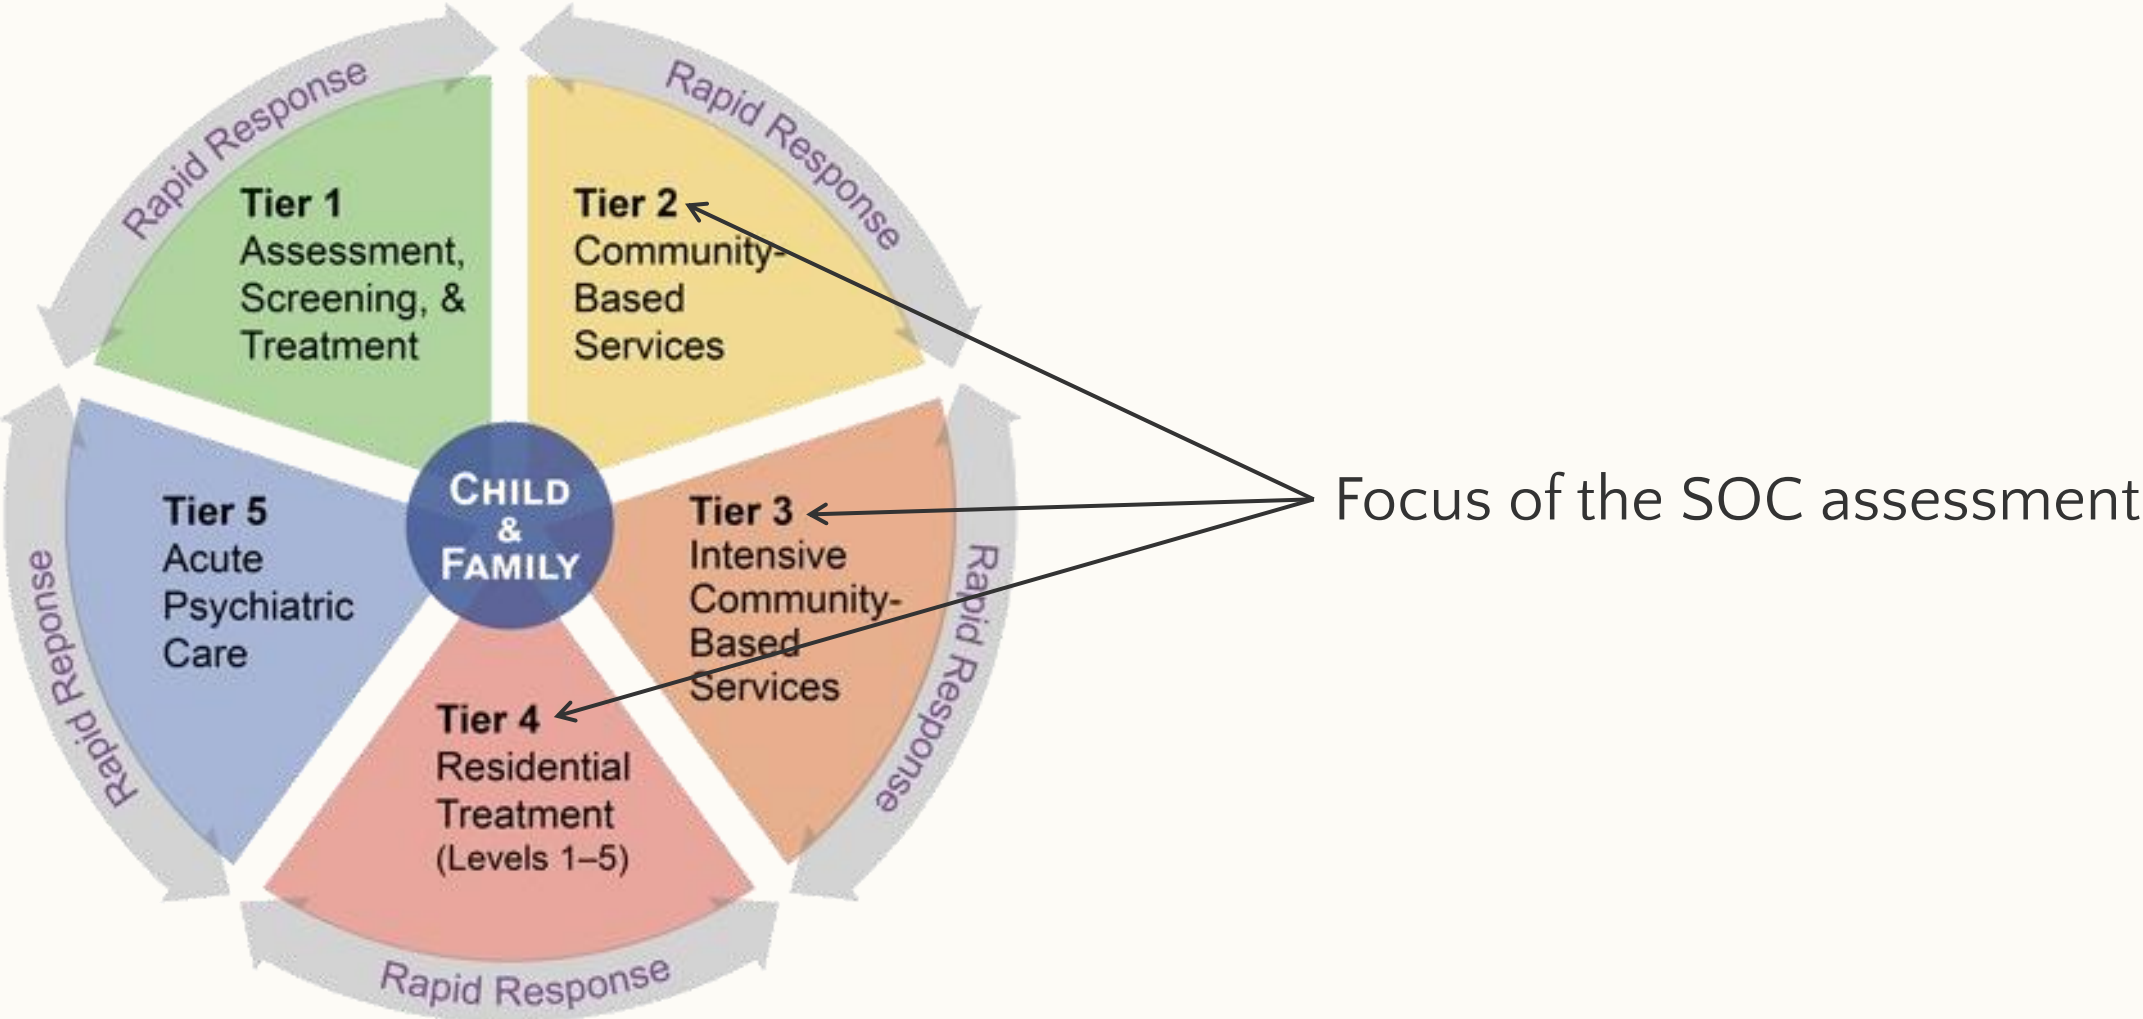 Rapid Response
Rapid Response
Tier 1
Assessment,
Screening, &
Treatment
Tier 2
Community-
Based
Services
CHILD
&
FAMILY
Tier 3
Intensive
Community-
Based
Services
Rapid Response
Focus of the SOC assessment
Tier 5
Acute
Psychiatric
Care
Rapid Reponse
Tier 4
Residential
Treatment
(Levels 1–5)
Rapid Response